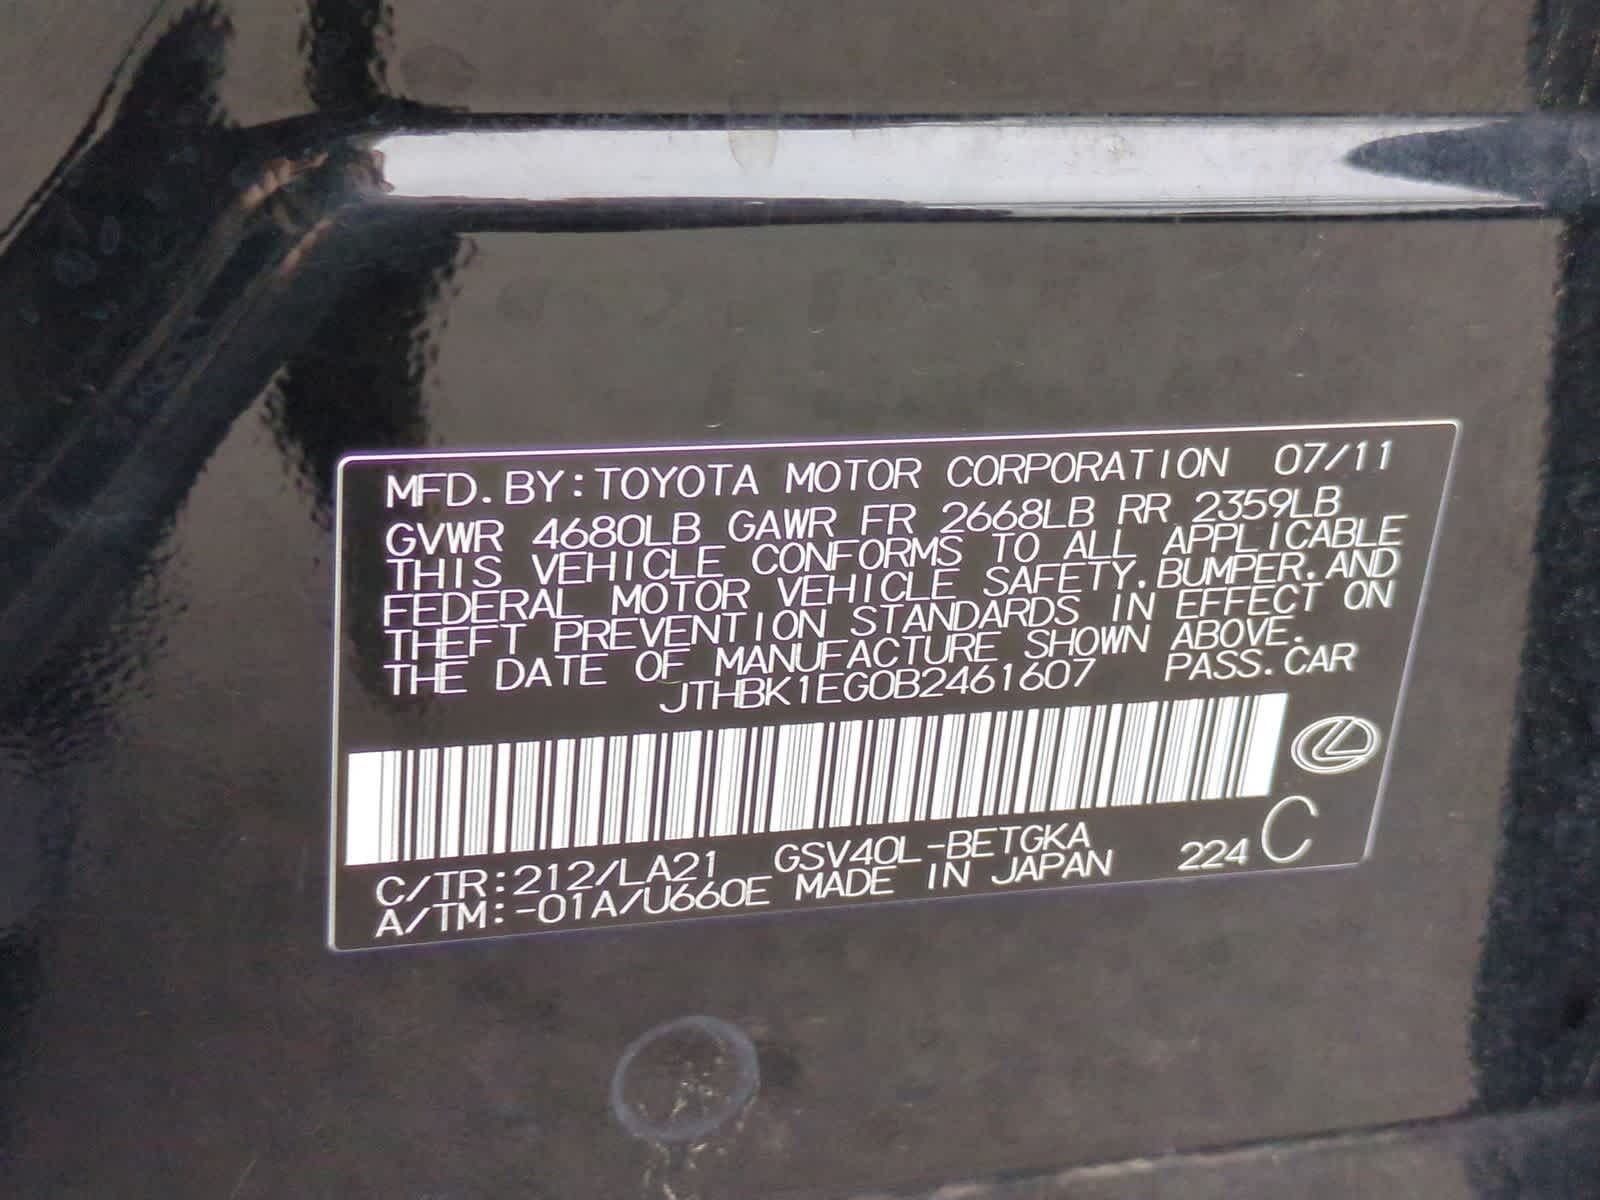 MFD. BY: TOYOTA MOTOR CORPORATION 07/11
GVWR 4680LB GAWR FR 2668LB RR 2359LB
THIS VEHICLE CONFORMS TO ALL APPLICABLE
FEDERAL MOTOR VEHICLE SAFETY, BUMPER, AND
THEFT PREVENTION STANDARDS IN EFFECT ON
THE DATE OF MANUFACTURE SHOWN ABOVE.
JTHBK1EG0B2461607 PASS. CAR
C/TR: 212/LA21 GSV40L-BETGKA
A/TM: -01A/U660E MADE IN JAPAN 224 C